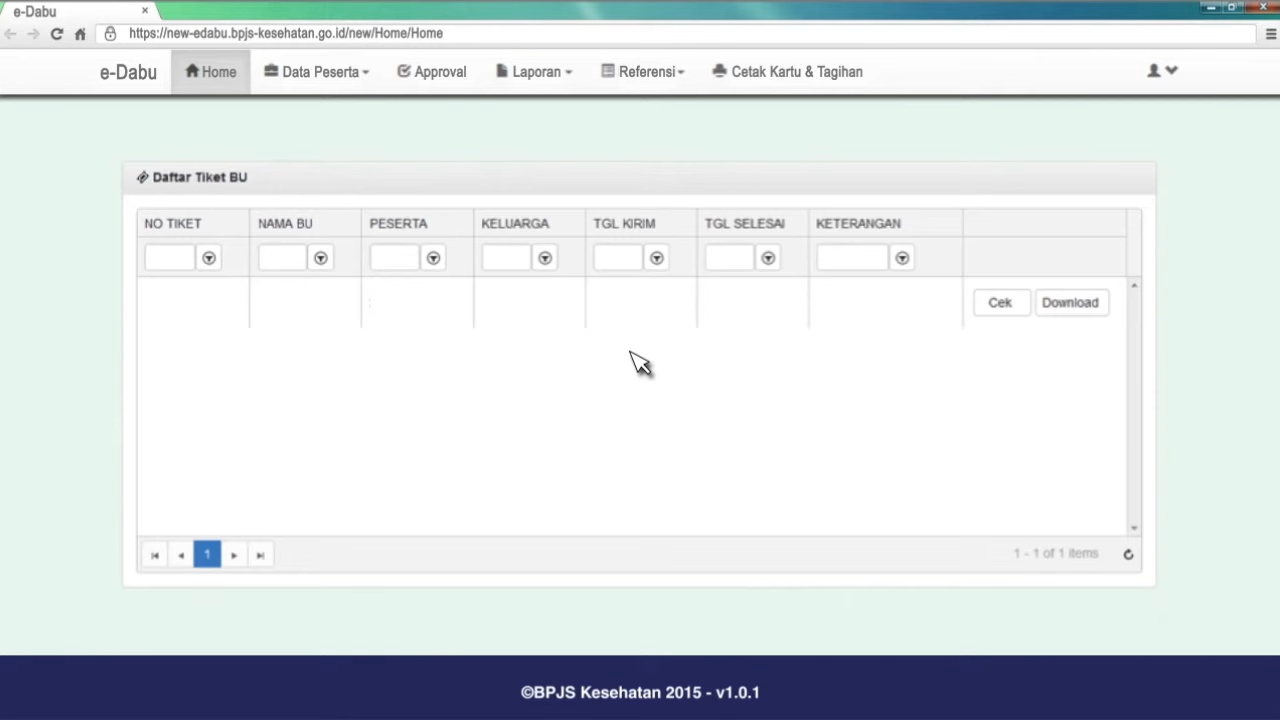 e-Dabu
https://new-edabu.bpjs-kesehatan.go.id/new/Home/Home
e-Dabu Home Data Peserta Approval Laporan Referensi Cetak Kartu & Tagihan
Daftar Tiket BU
NO TIKET NAMA BU PESERTA KELUARGA TGL KIRIM TGL SELESAI KETERANGAN
Cek Download
1 1 - 1 of 1 items
©BPJS Kesehatan 2015 - v1.0.1